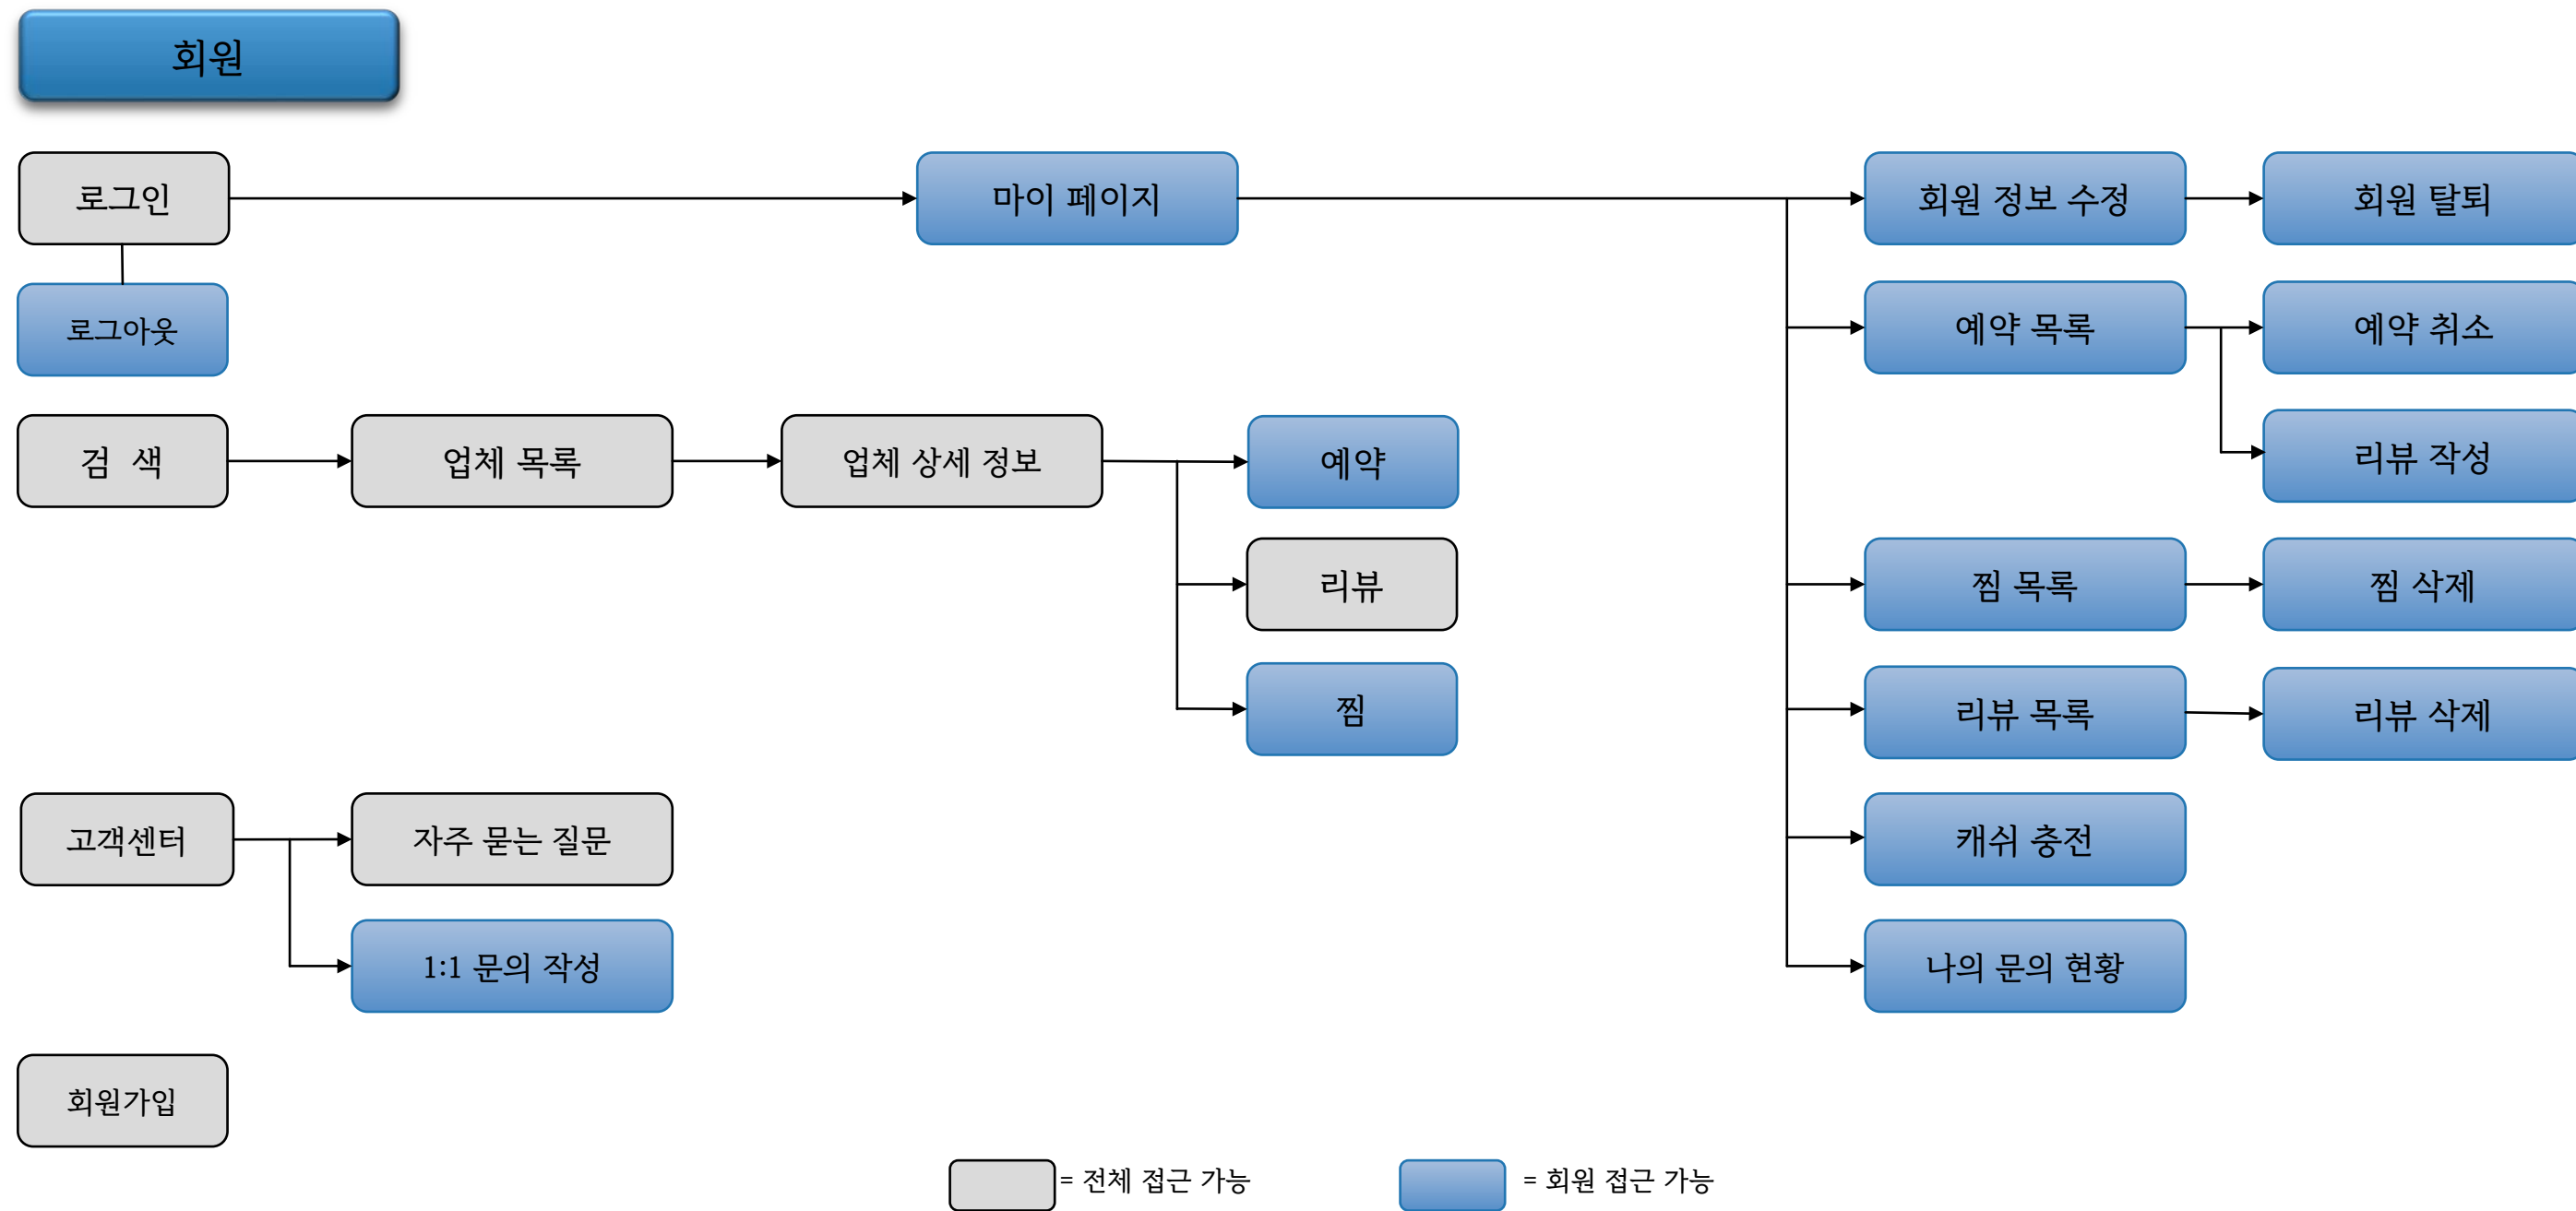 회원
로그인
마이 페이지
회원 정보 수정
회원 탈퇴
로그아웃
예약 목록
예약 취소
검 색
업체 목록
업체 상세 정보
예약
리뷰 작성
리뷰
찜 목록
찜 삭제
찜
리뷰 목록
리뷰 삭제
고객센터
자주 묻는 질문
캐쉬 충전
1:1 문의 작성
나의 문의 현황
회원가입
= 전체 접근 가능
= 회원 접근 가능